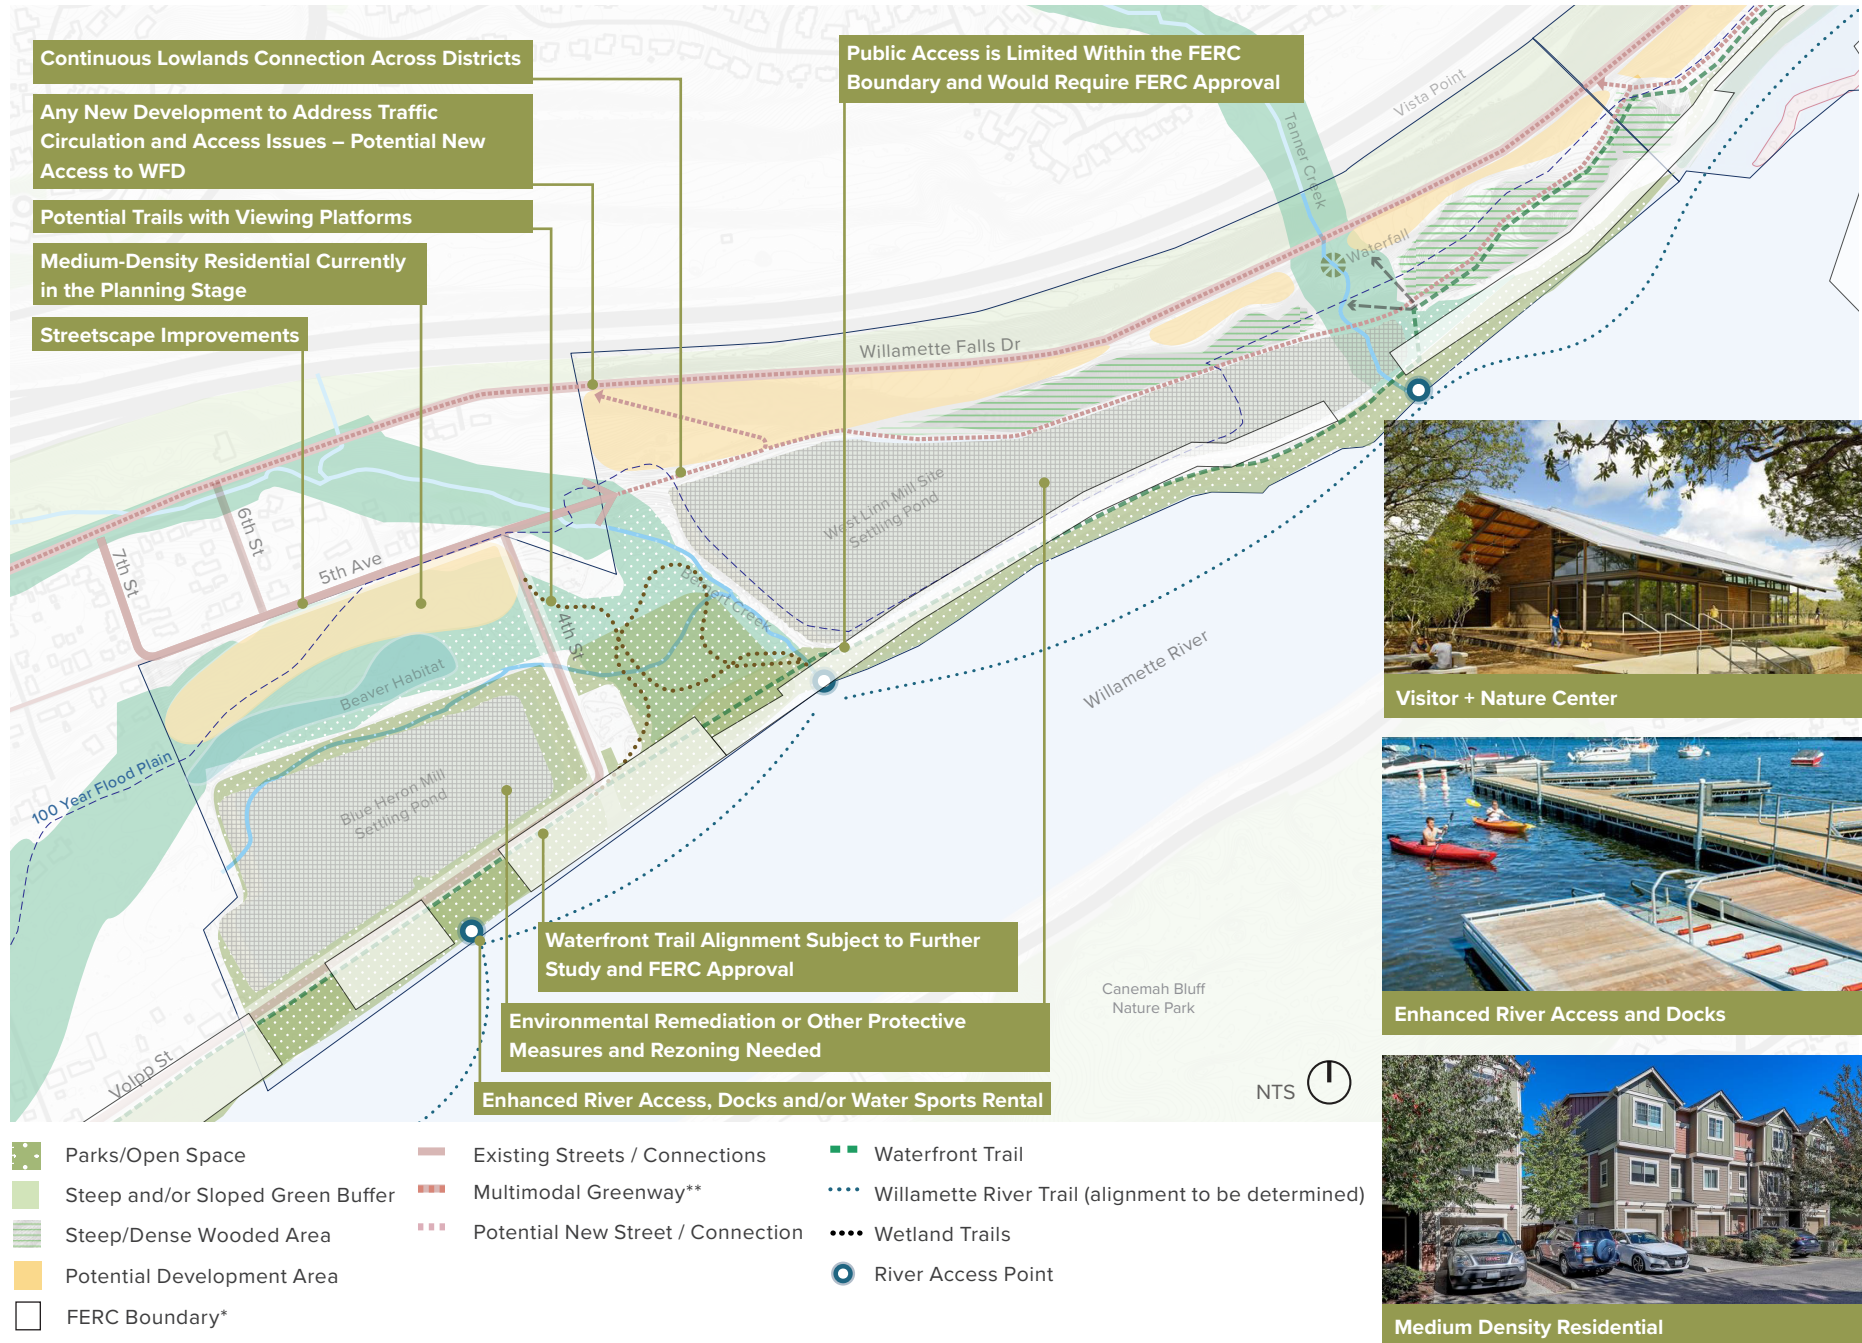 Continuous Lowlands Connection Across Districts
Any New Development to Address Traffic
Circulation and Access Issues – Potential New
Access to WFD
Potential Trails with Viewing Platforms
Medium-Density Residential Currently
in the Planning Stage
Streetscape Improvements
Public Access is Limited Within the FERC
Boundary and Would Require FERC Approval
Vista Point
Tanner Creek
Waterfall
Willamette Falls Dr
West Linn Mill Site
Settling Pond
6th St
7th St
5th Ave
4th St
Bernert Creek
Beaver Habitat
Willamette River
100 Year Flood Plain
Blue Heron Mill
Settling Pond
Volpp St
Canemah Bluff
Nature Park
Waterfront Trail Alignment Subject to Further
Study and FERC Approval
Environmental Remediation or Other Protective
Measures and Rezoning Needed
Enhanced River Access, Docks and/or Water Sports Rental
NTS
Visitor + Nature Center
Enhanced River Access and Docks
Medium Density Residential
Parks/Open Space
Steep and/or Sloped Green Buffer
Steep/Dense Wooded Area
Potential Development Area
FERC Boundary*
Existing Streets / Connections
Multimodal Greenway**
Potential New Street / Connection
Waterfront Trail
Willamette River Trail (alignment to be determined)
Wetland Trails
River Access Point